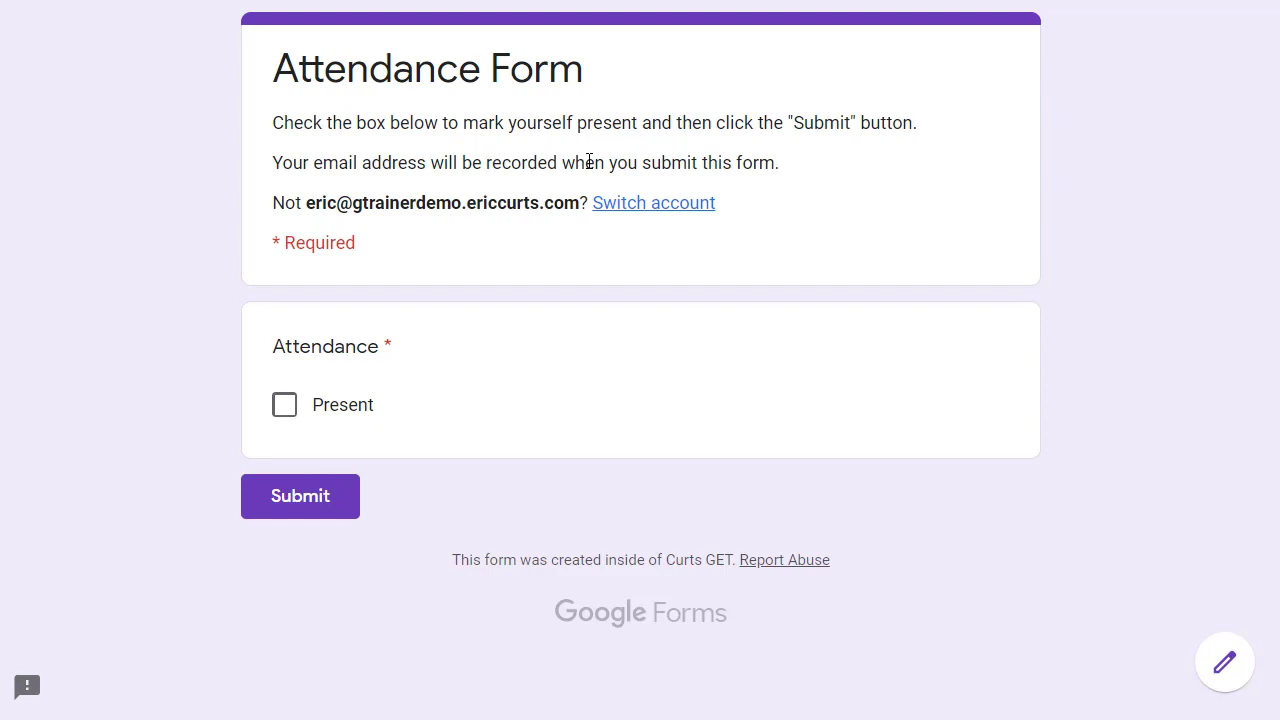 Attendance Form
Check the box below to mark yourself present and then click the "Submit" button.
Your email address will be recorded when you submit this form.
Not eric@gtrainerdemo.ericcurts.com? Switch account
* Required
Attendance *
Present
Submit
This form was created inside of Curts GET. Report Abuse
Google Forms